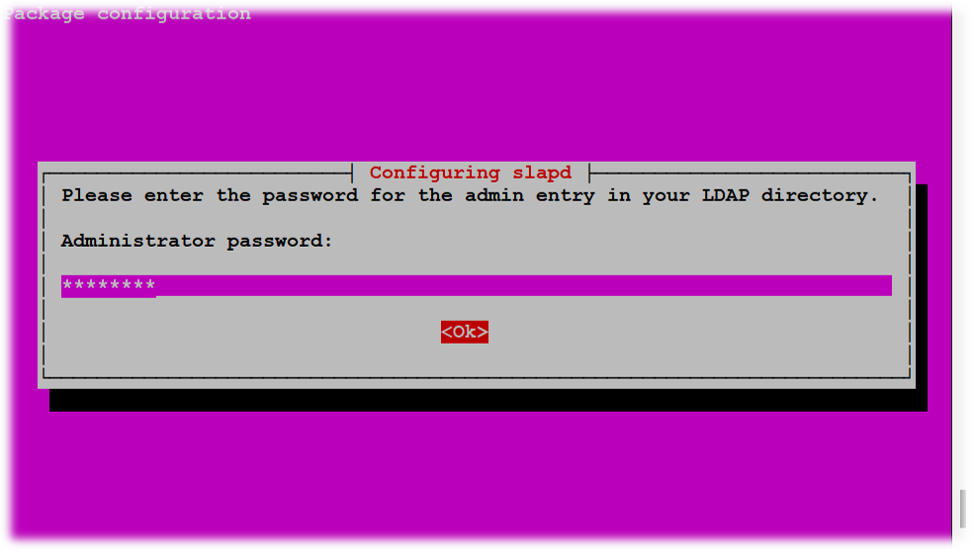 Package configuration
Configuring slapd
Please enter the password for the admin entry in your LDAP directory.
Administrator password:
********
<Ok>